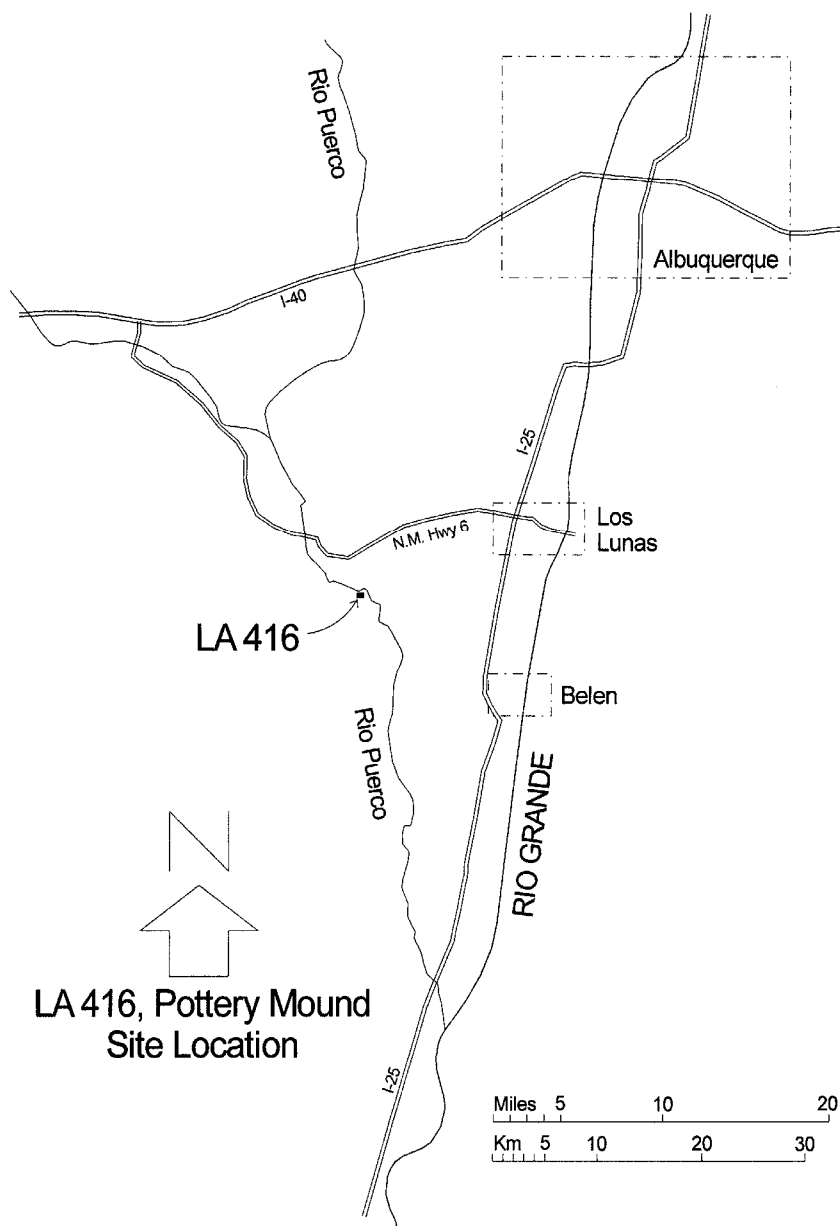 Rio Puerco
Albuquerque
I-40
I-25
Los
Lunas
N.M. Hwy 6
LA 416
Belen
Rio Puerco
RIO GRANDE
N
LA 416, Pottery Mound
Site Location
I-25
Miles 5 10 20
Km 5 10 20 30